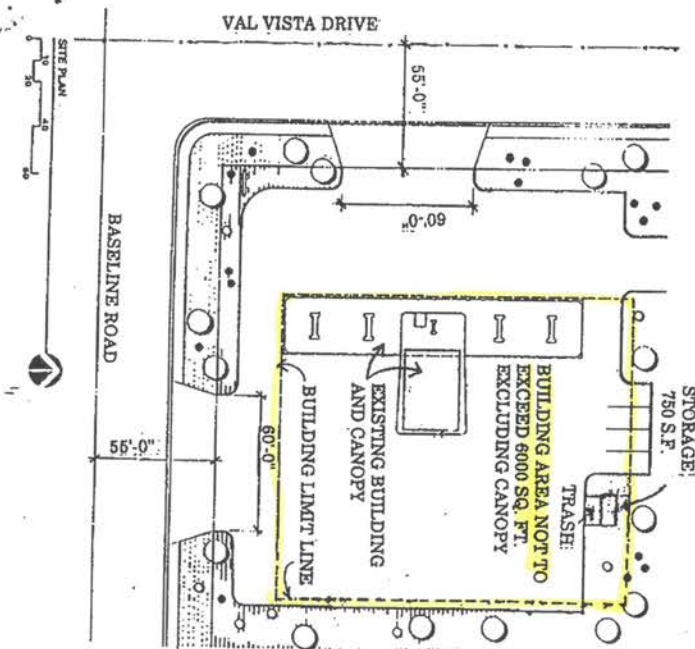 VAL VISTA DRIVE
55'-0"
SITE PLAN
0 10 20 40 60
60'-0"
BASELINE ROAD
STORAGE:
750 S.F.
TRASH:
BUILDING AREA NOT TO
EXCEED 6000 SQ. FT.
EXCLUDING CANOPY
EXISTING BUILDING
AND CANOPY
BUILDING LIMIT LINE
60'-0"
55'-0"